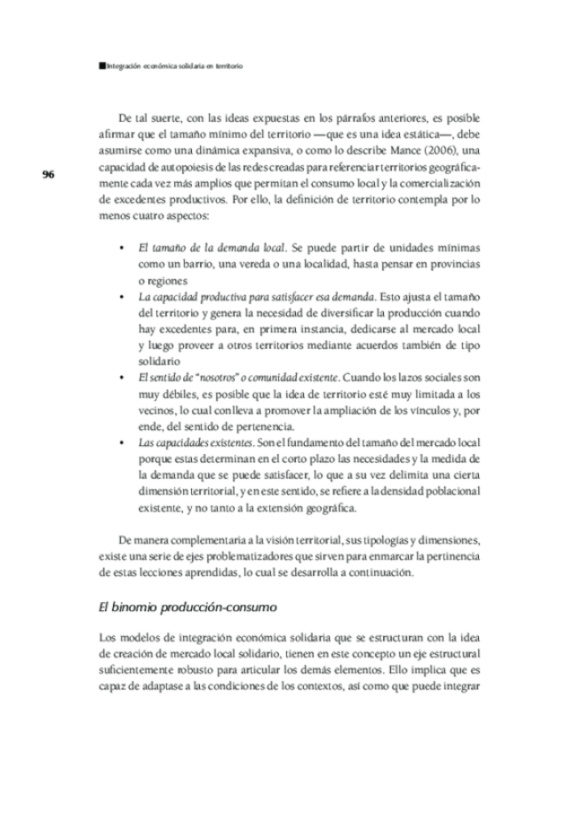 Integración económica solidaria en territorio
De tal suerte, con las ideas expuestas en los párrafos anteriores, es posible
afirmar que el tamaño mínimo del territorio —que es una idea estática—, debe
asumirse como una dinámica expansiva, o como lo describe Mance (2006), una
capacidad de autopoiesis de las redes creadas para referenciar territorios geográfica-
96
mente cada vez más amplios que permitan el consumo local y la comercialización
de excedentes productivos. Por ello, la definición de territorio contempla por lo
menos cuatro aspectos:
• El tamaño de la demanda local. Se puede partir de unidades mínimas
como un barrio, una vereda o una localidad, hasta pensar en provincias
o regiones
• La capacidad productiva para satisfacer esa demanda. Esto ajusta el tamaño
del territorio y genera la necesidad de diversificar la producción cuando
hay excedentes para, en primera instancia, dedicarse al mercado local
y luego proveer a otros territorios mediante acuerdos también de tipo
solidario
• El sentido de "nosotros" o comunidad existente. Cuando los lazos sociales son
muy débiles, es posible que la idea de territorio esté muy limitada a los
vecinos, lo cual conlleva a promover la ampliación de los vínculos y, por
ende, del sentido de pertenencia.
• Las capacidades existentes. Son el fundamento del tamaño del mercado local
porque estas determinan en el corto plazo las necesidades y la medida de
la demanda que se puede satisfacer, lo que a su vez delimita una cierta
dimensión territorial, y en este sentido, se refiere a la densidad poblacional
existente, y no tanto a la extensión geográfica.
De manera complementaria a la visión territorial, sus tipologías y dimensiones,
existe una serie de ejes problematizadores que sirven para enmarcar la pertinencia
de estas lecciones aprendidas, lo cual se desarrolla a continuación.
El binomio producción-consumo
Los modelos de integración económica solidaria que se estructuran con la idea
de creación de mercado local solidario, tienen en este concepto un eje estructural
suficientemente robusto para articular los demás elementos. Ello implica que es
capaz de adaptase a las condiciones de los contextos, así como que puede integrar